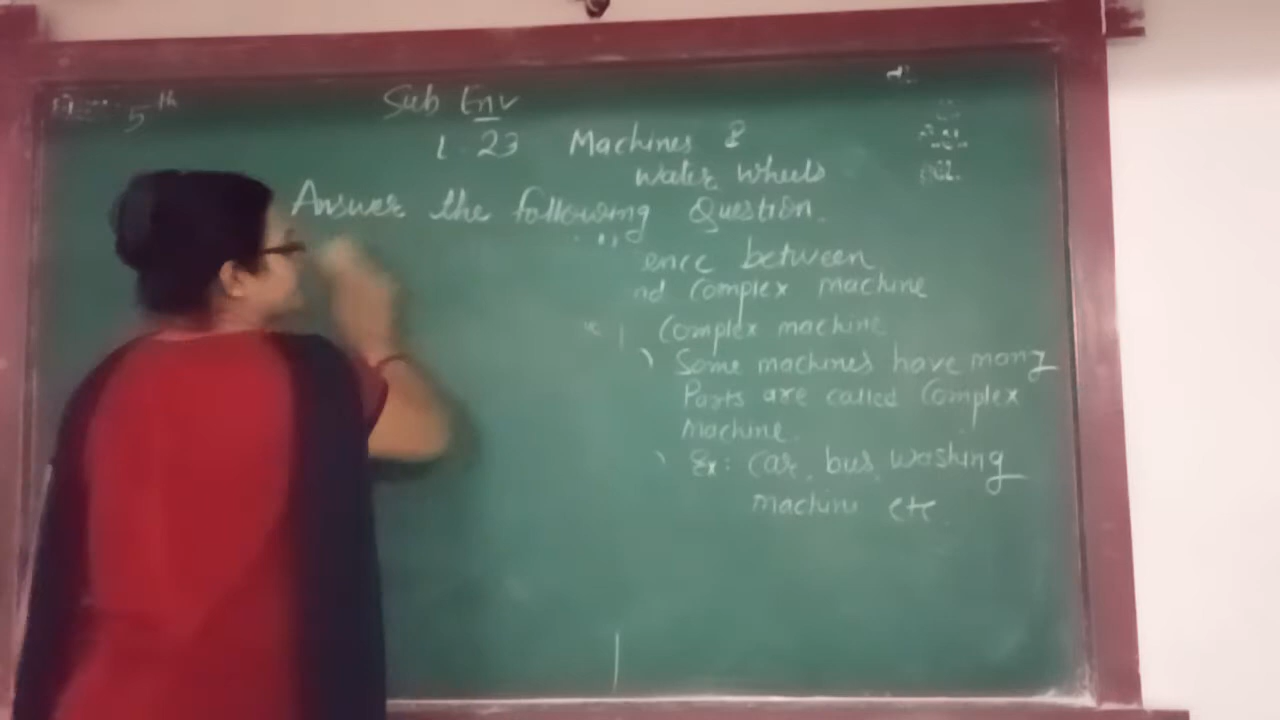 5th
Sub Env
L-23 Machines &
Water Wheels
Answer the following Question.
ence between
nd Complex machine
Complex machine
Some machines have many
Parts are called Complex
Machine.
Ex: Car, bus, washing
machine etc.